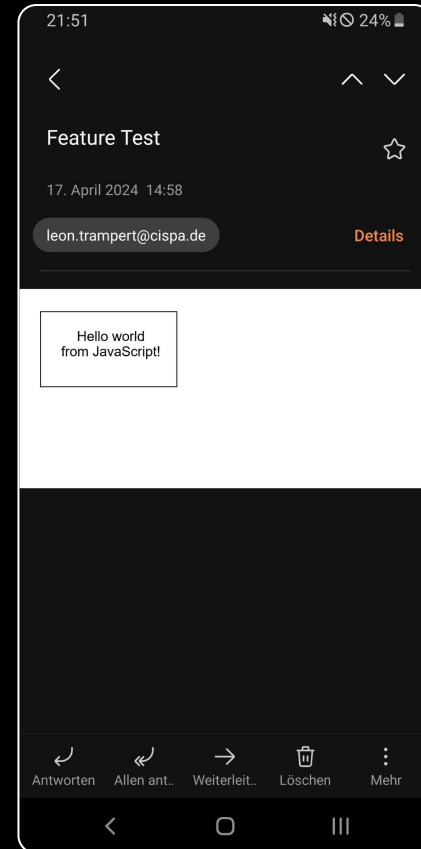 21:51 24%
Feature Test
17. April 2024 14:58
leon.trampert@cispa.de Details
Hello world
from JavaScript!
Antworten Allen ant.. Weiterleit.. Löschen Mehr